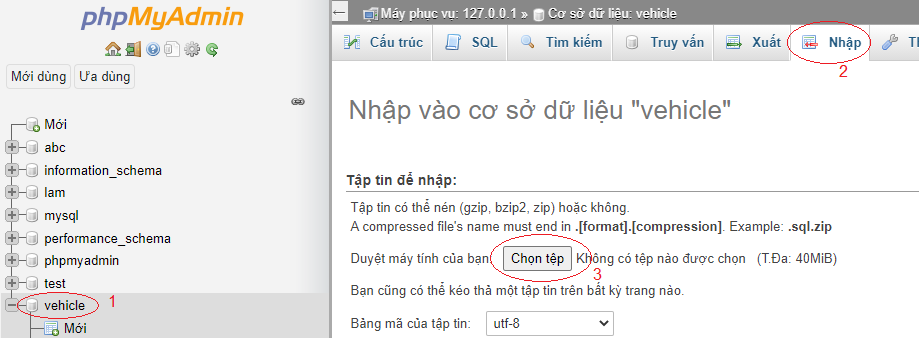 phpMyAdmin
Mới dùng
Ưa dùng
Mới
abc
information_schema
lam
mysql
performance_schema
phpmyadmin
test
vehicle 1
Mới
Máy phục vụ: 127.0.0.1 » Cơ sở dữ liệu: vehicle
Cấu trúc
SQL
Tìm kiếm
Truy vấn
Xuất
Nhập
2
Nhập vào cơ sở dữ liệu "vehicle"
Tập tin để nhập:
Tập tin có thể nén (gzip, bzip2, zip) hoặc không.
A compressed file's name must end in .[format].[compression]. Example: .sql.zip
Duyệt máy tính của bạn: Chọn tệp Không có tệp nào được chọn (T.Đa: 40MiB)
3
Bạn cũng có thể kéo thả một tập tin trên bất kỳ trang nào.
Bảng mã của tập tin: utf-8